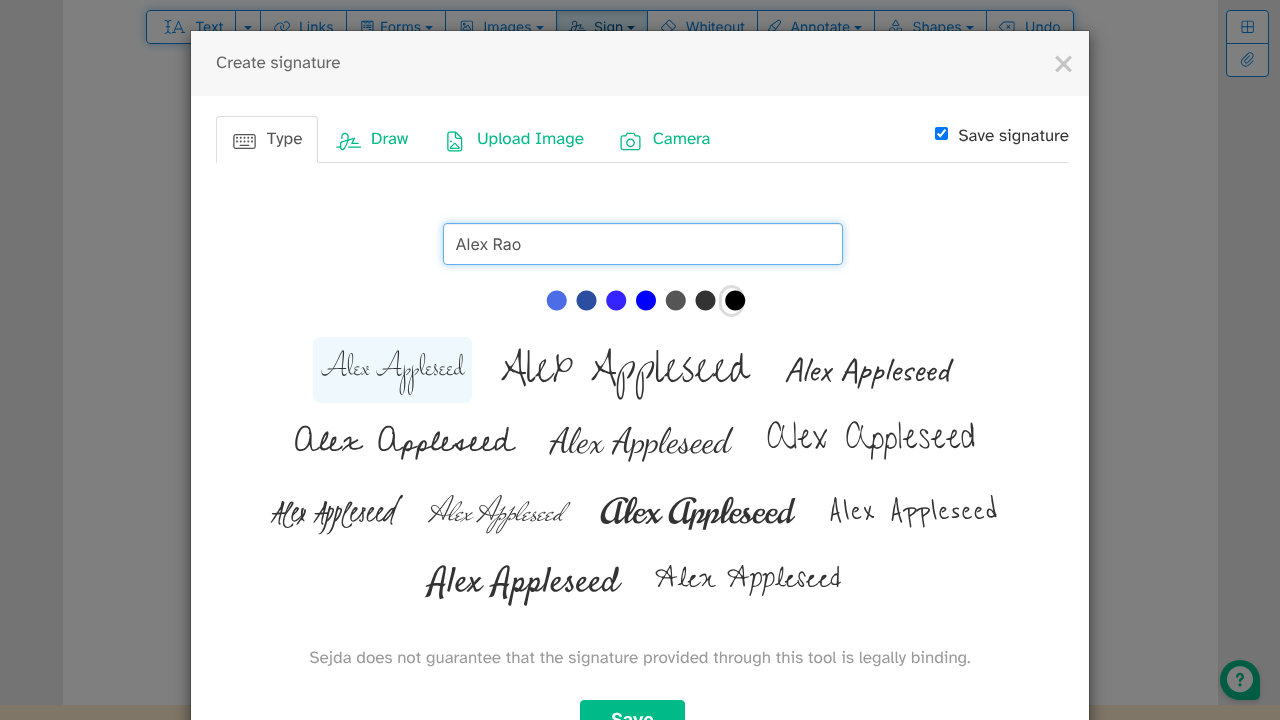 Text Links Forms Images Sign Whiteout Annotate Shapes Undo
Create signature
Type Draw Upload Image Camera Save signature
Alex Rao
Alex Appleseed Alex Appleseed Alex Appleseed
Alex Appleseed Alex Appleseed Alex Appleseed
Alex Appleseed Alex Appleseed Alex Appleseed Alex Appleseed
Alex Appleseed Alex Appleseed
Sejda does not guarantee that the signature provided through this tool is legally binding.
Save